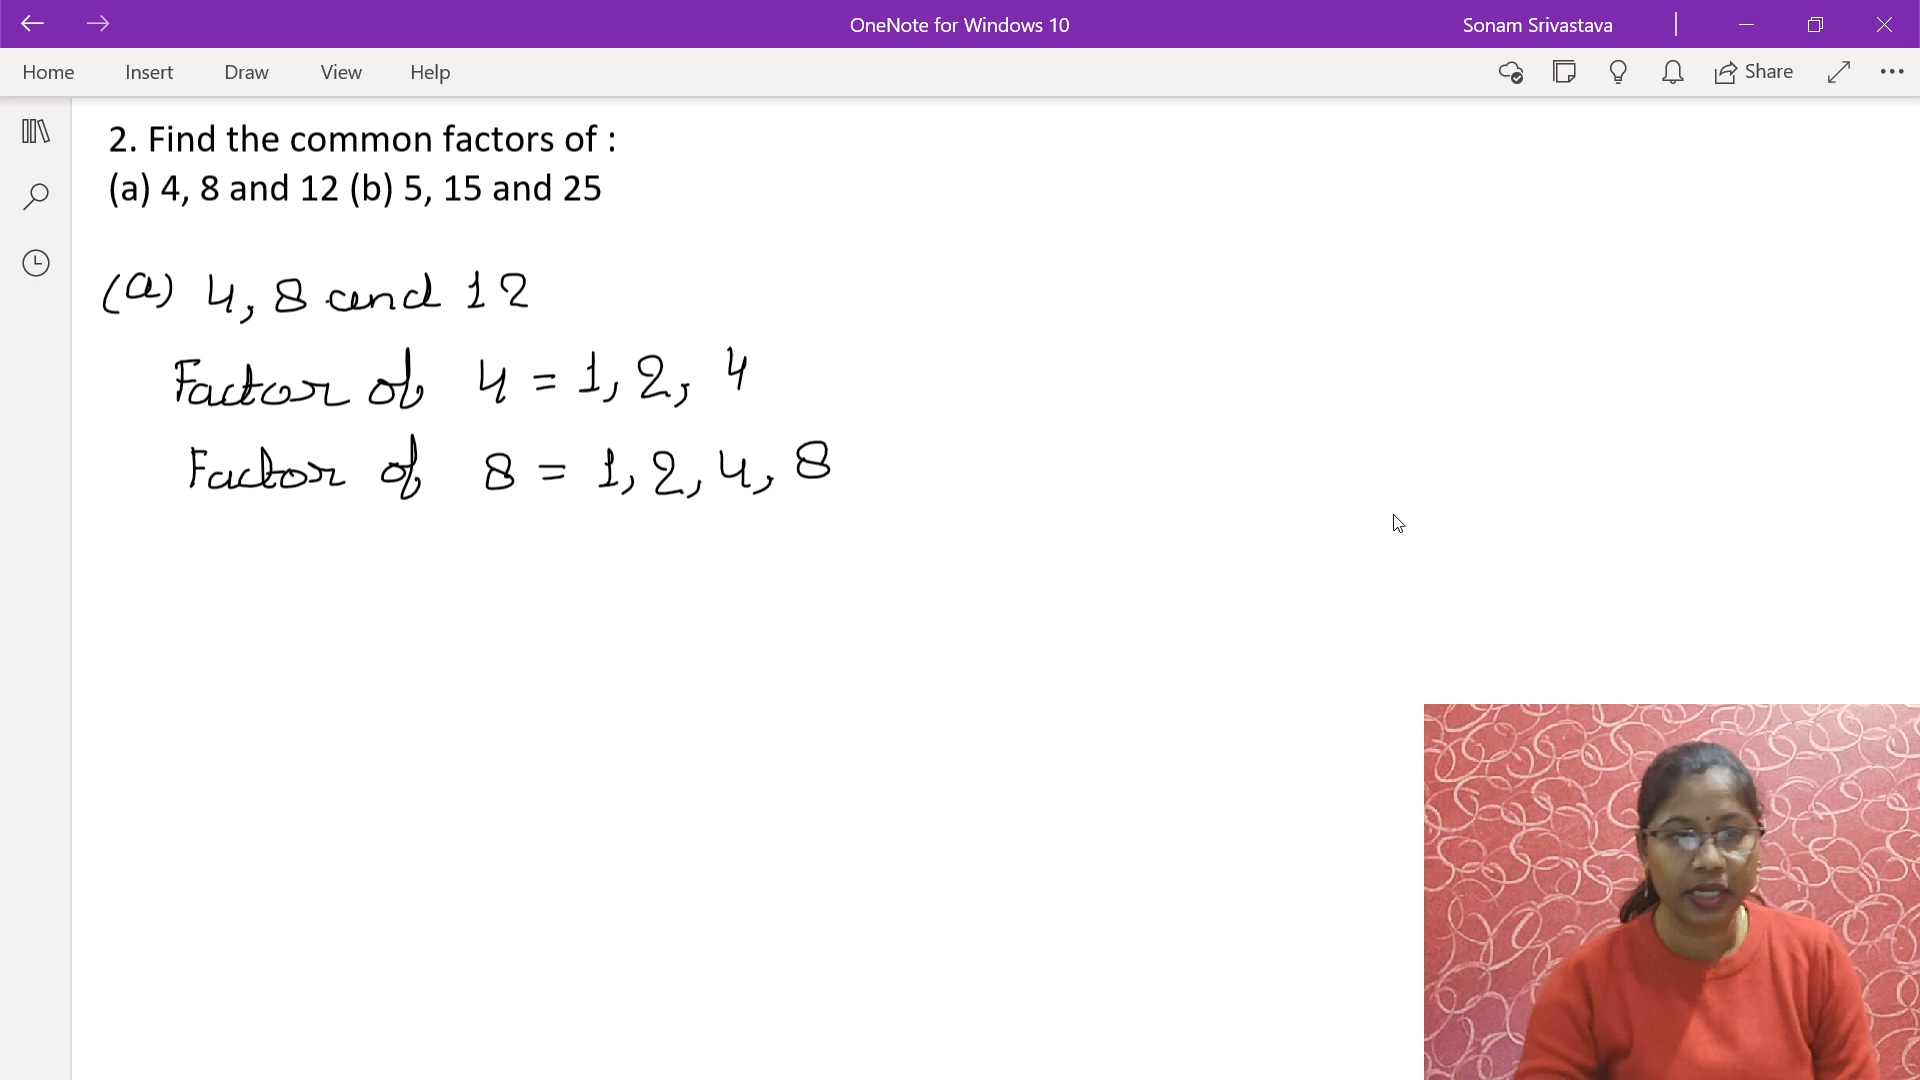 OneNote for Windows 10
Sonam Srivastava
Home Insert Draw View Help
Share
2. Find the common factors of :
(a) 4, 8 and 12 (b) 5, 15 and 25
(a) 4, 8 and 12
Factor of 4 = 1, 2, 4
Factor of 8 = 1, 2, 4, 8